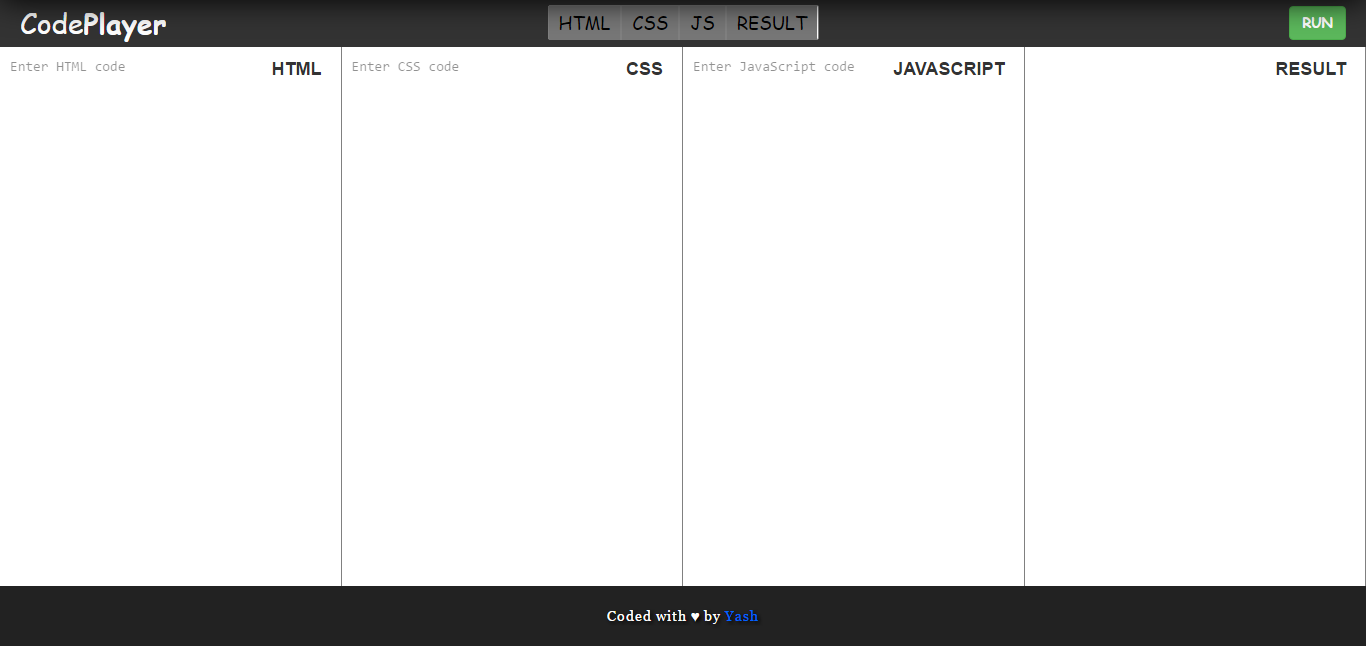 CodePlayer HTML CSS JS RESULT RUN
Enter HTML code HTML Enter CSS code CSS Enter JavaScript code JAVASCRIPT RESULT
Coded with ♥ by Yash